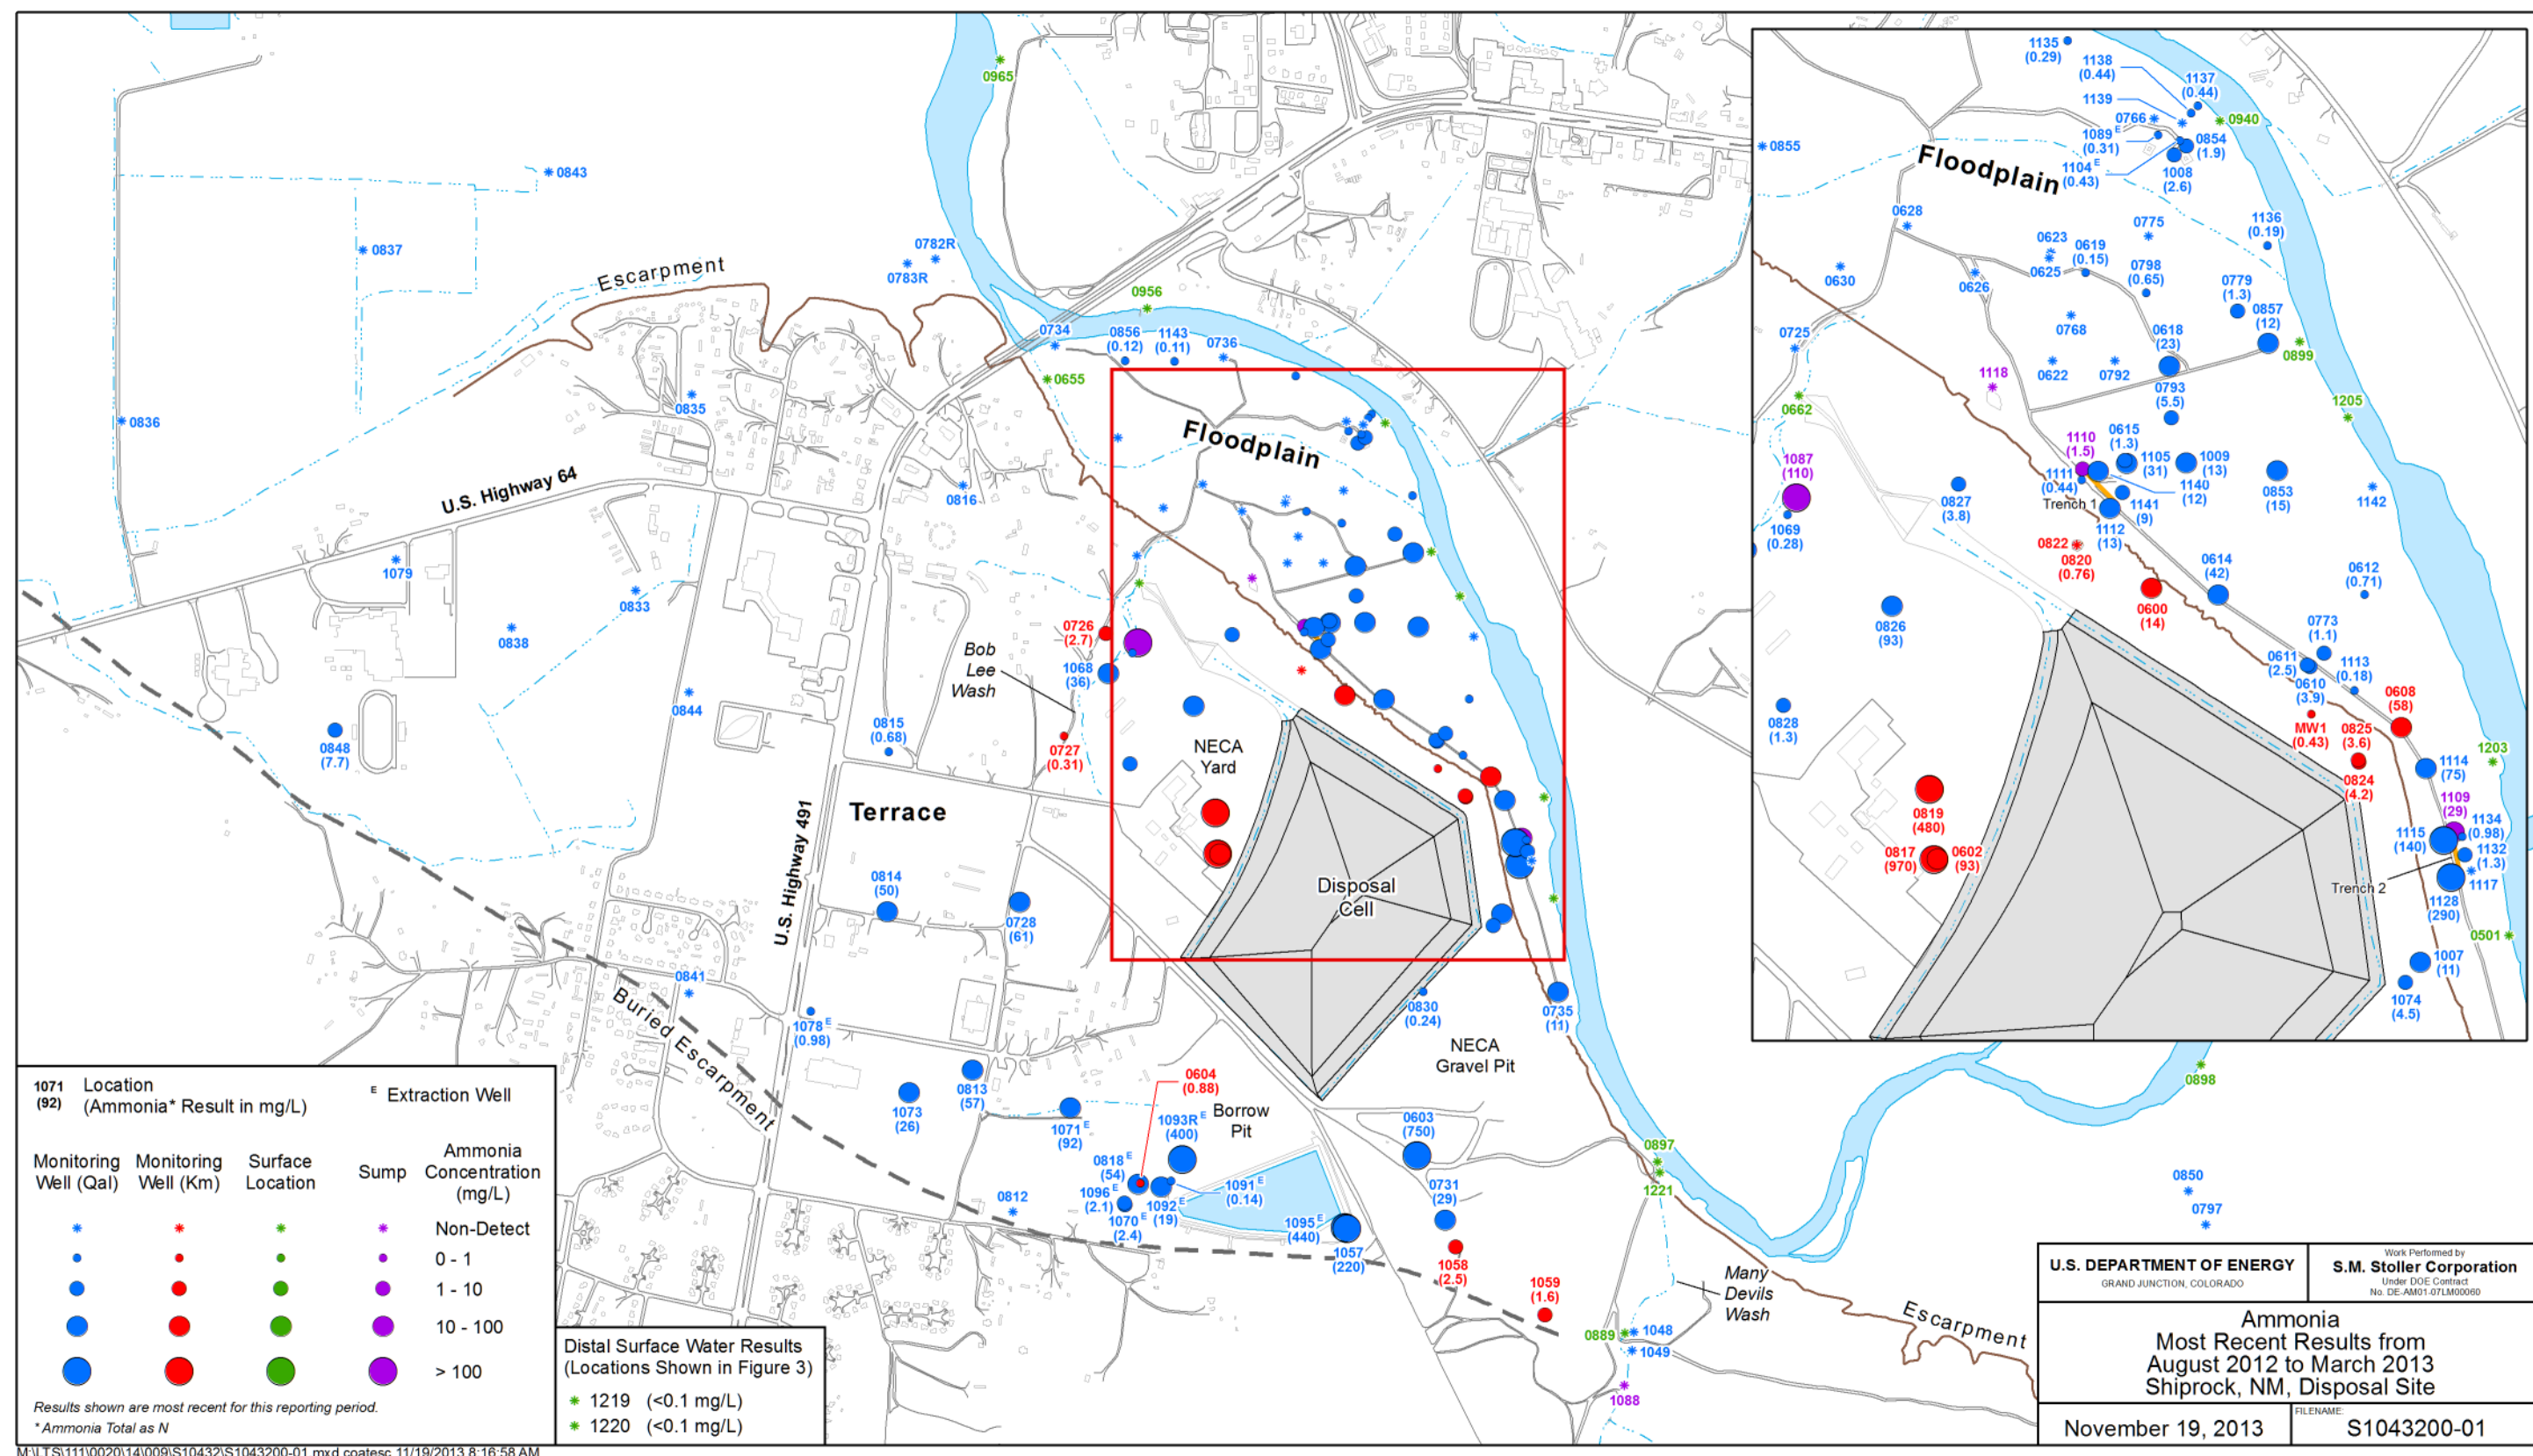 0965
0843
0837
0782R
0783R
Escarpment
0956
0734
0856
(0.12)
1143
(0.11)
0736
0655
0835
0836
U.S. Highway 64
0816
Floodplain
1079
0833
0838
0844
0848
(7.7)
0815
(0.68)
Bob
Lee
Wash
0726
(2.7)
1068
(36)
0727
(0.31)
NECA
Yard
Terrace
U.S. Highway 491
0814
(50)
0728
(61)
Disposal
Cell
0841
Buried Escarpment
1078 E
(0.98)
0830
(0.24)
0735
(11)
NECA
Gravel Pit
0813
(57)
1073
(26)
1071 E
(92)
0604
(0.88)
1093R E
(400)
Borrow
Pit
0818 E
(54)
1096 E
(2.1)
1070 E
(2.4)
1092 E
(19)
1091 E
(0.14)
0812
1095 E
(440)
1057
(220)
0603
(750)
0731
(29)
1058
(2.5)
1059
(1.6)
0897
1221
Many
Devils
Wash
0889
1048
1049
1088
Escarpment
0898
0850
0797
1135
(0.29)
1138
(0.44)
1137
(0.44)
1139
0766
0940
1089 E
(0.31)
0854
(1.9)
1104 E
(0.43)
1008
(2.6)
0855
Floodplain
0628
0630
0623
0625
0619
(0.15)
0775
1136
(0.19)
0626
0798
(0.65)
0779
(1.3)
0857
(12)
0768
0725
0618
(23)
0899
0622
0792
1118
0662
0793
(5.5)
1205
1110
(1.5)
0615
(1.3)
1105
(31)
1009
(13)
1087
(110)
1111
(0.44)
1140
(12)
0853
(15)
1142
Trench 1
1141
(9)
1112
(13)
0827
(3.8)
1069
(0.28)
0822
0820
(0.76)
0600
(14)
0614
(42)
0612
(0.71)
0826
(93)
0773
(1.1)
0611
(2.5)
0610
(3.9)
1113
(0.18)
0608
(58)
0828
(1.3)
MW1
(0.43)
0825
(3.6)
0824
(4.2)
1203
1114
(75)
0819
(480)
1109
(29)
1134
(0.98)
1115
(140)
1132
(1.3)
0817
(970)
0602
(93)
Trench 2
1117
1128
(290)
0501
1007
(11)
1074
(4.5)
1071 Location
(92) (Ammonia* Result in mg/L)
E Extraction Well
Monitoring
Well (Qal)
Monitoring
Well (Km)
Surface
Location
Sump
Ammonia
Concentration
(mg/L)
Non-Detect
0 - 1
1 - 10
10 - 100
> 100
Results shown are most recent for this reporting period.
* Ammonia Total as N
Distal Surface Water Results
(Locations Shown in Figure 3)
1219 (<0.1 mg/L)
1220 (<0.1 mg/L)
U.S. DEPARTMENT OF ENERGY
GRAND JUNCTION, COLORADO
Work Performed by
S.M. Stoller Corporation
Under DOE Contract
No. DE-AM01-07LM00060
Ammonia
Most Recent Results from
August 2012 to March 2013
Shiprock, NM, Disposal Site
November 19, 2013
FILENAME:
S1043200-01
M:\LTS\111\0020\14\009\S10432\S1043200-01.mxd coatesc 11/19/2013 8:16:58 AM